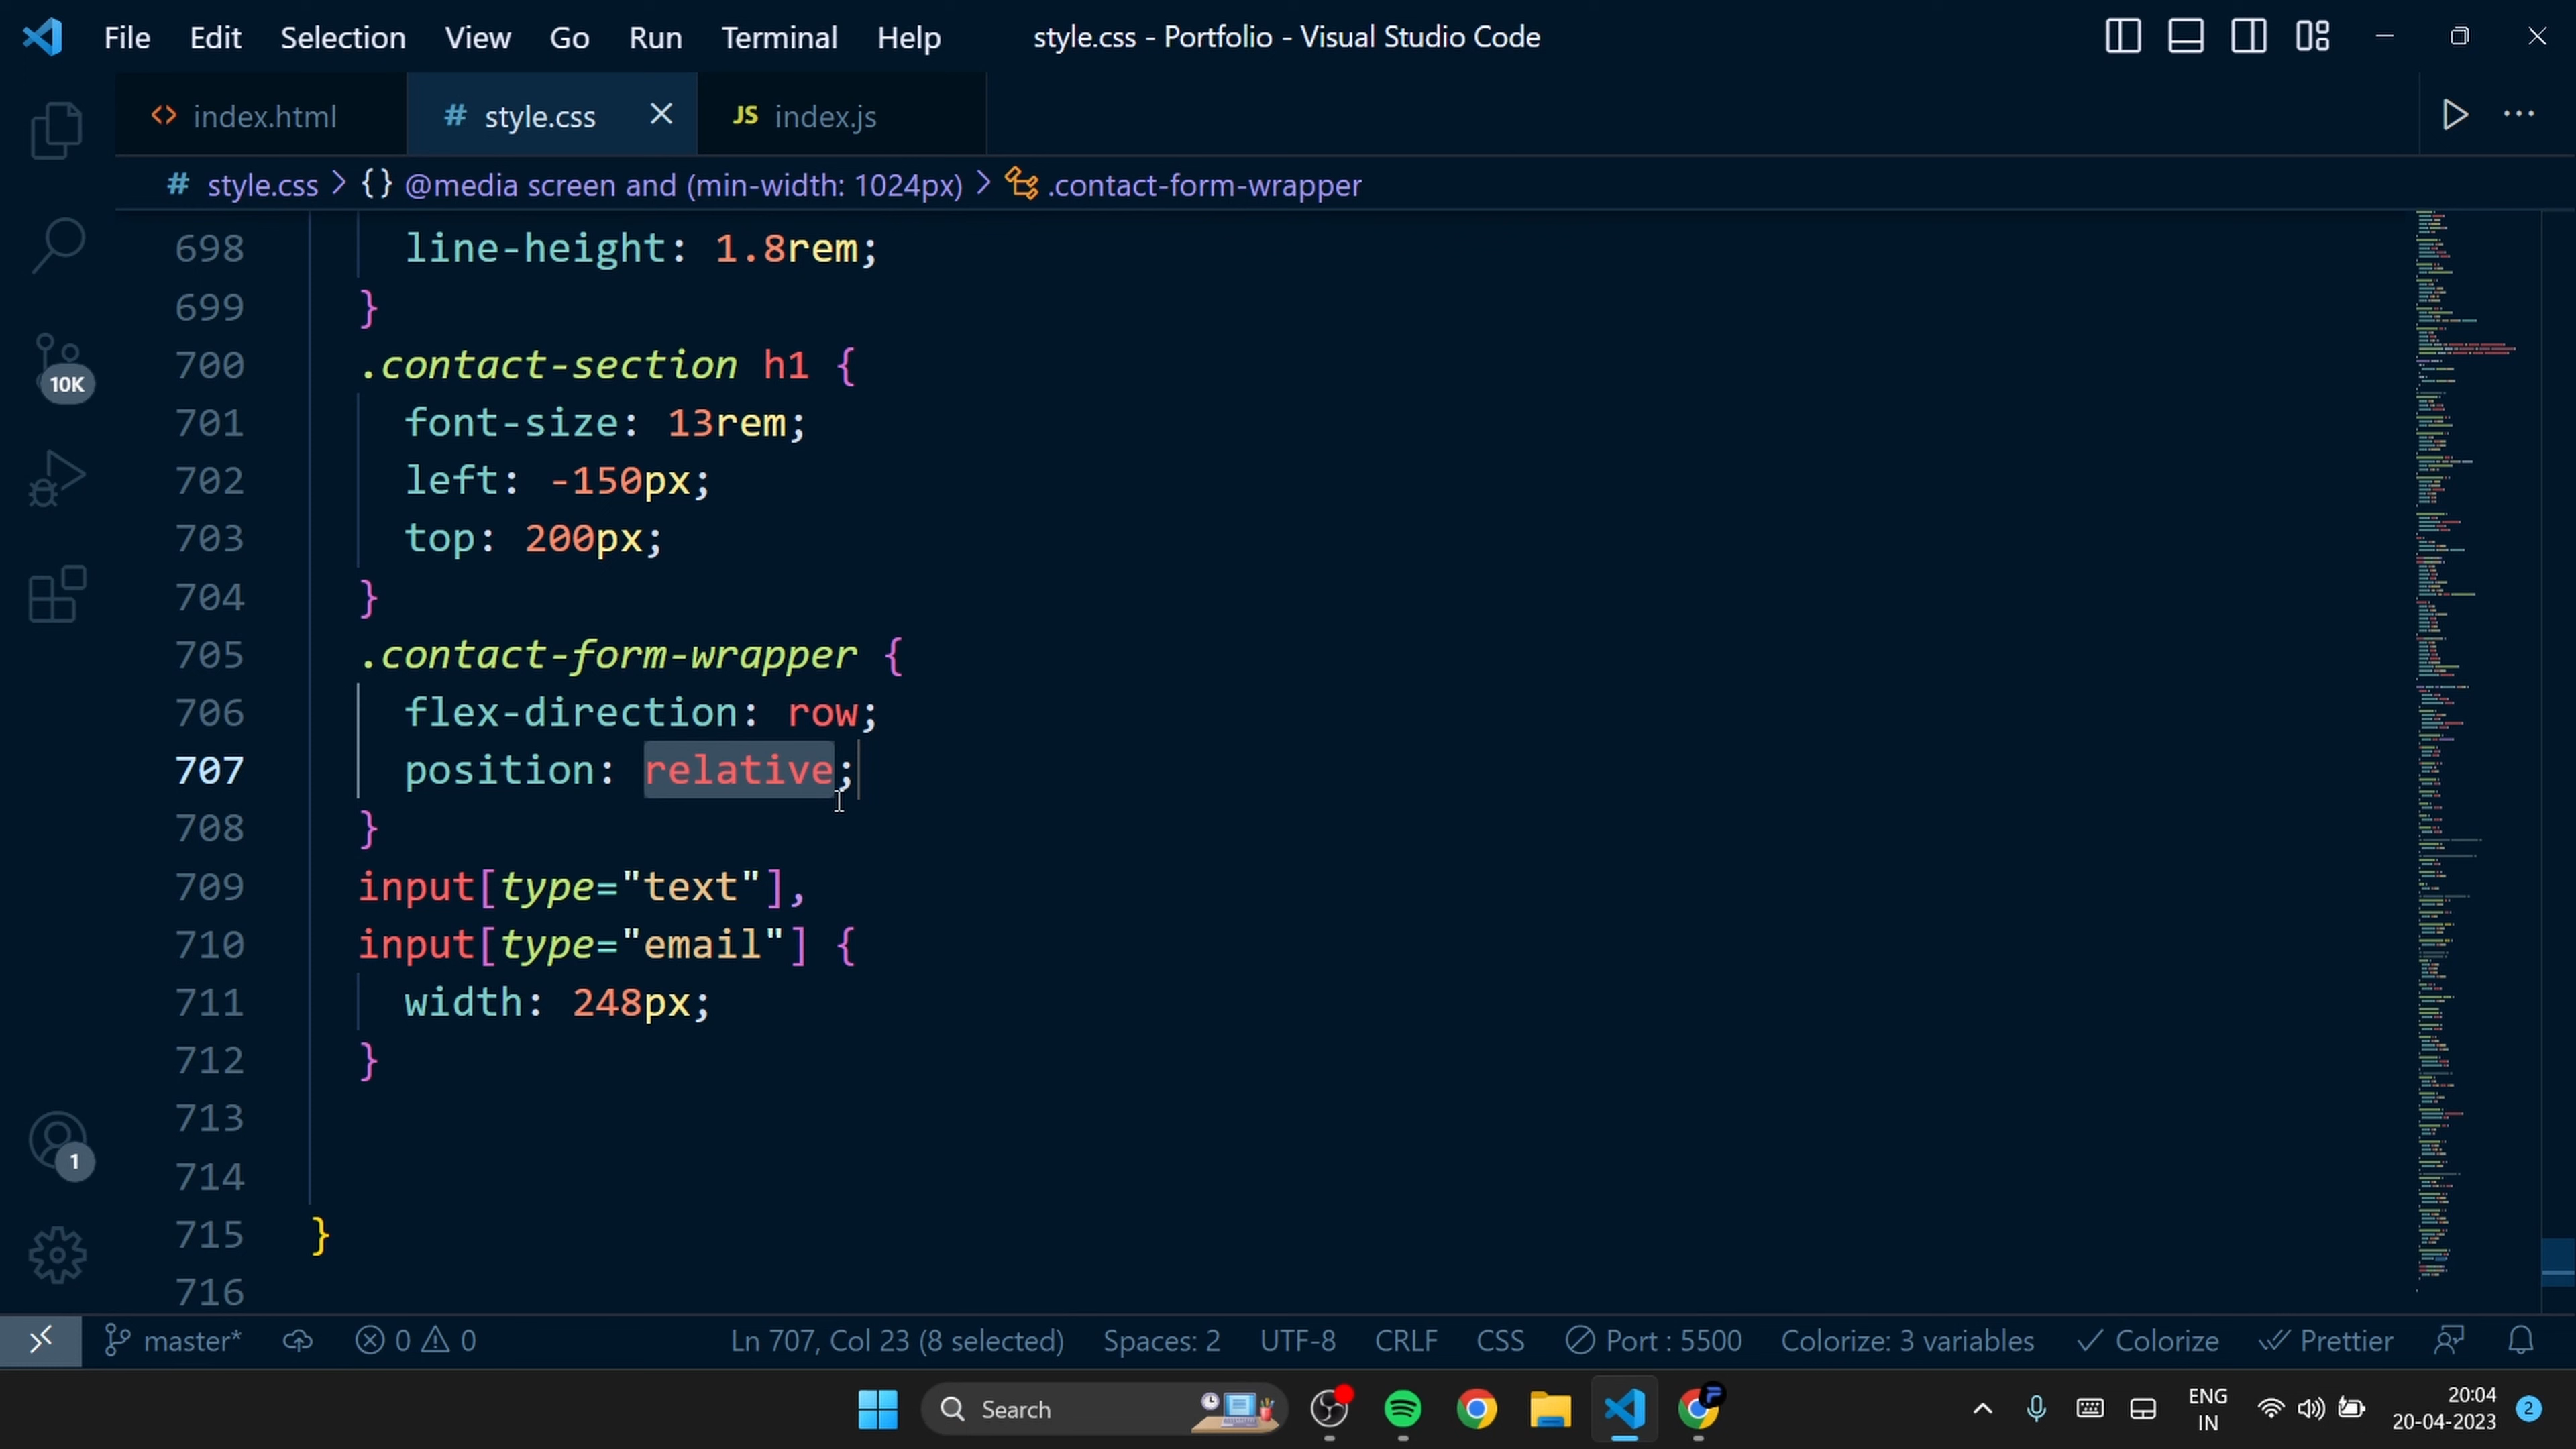 File Edit Selection View Go Run Terminal Help style.css - Portfolio - Visual Studio Code
<> index.html # style.css JS index.js
# style.css > {} @media screen and (min-width: 1024px) > .contact-form-wrapper
698 line-height: 1.8rem;
699 }
700 .contact-section h1 {
701 font-size: 13rem;
702 left: -150px;
703 top: 200px;
704 }
705 .contact-form-wrapper {
706 flex-direction: row;
707 position: relative;
708 }
709 input[type="text"],
710 input[type="email"] {
711 width: 248px;
712 }
713
714
715 }
716
10K
1
master* 0 0 Ln 707, Col 23 (8 selected) Spaces: 2 UTF-8 CRLF CSS Port : 5500 Colorize: 3 variables Colorize Prettier
Search
ENG
IN
20:04
20-04-2023
2